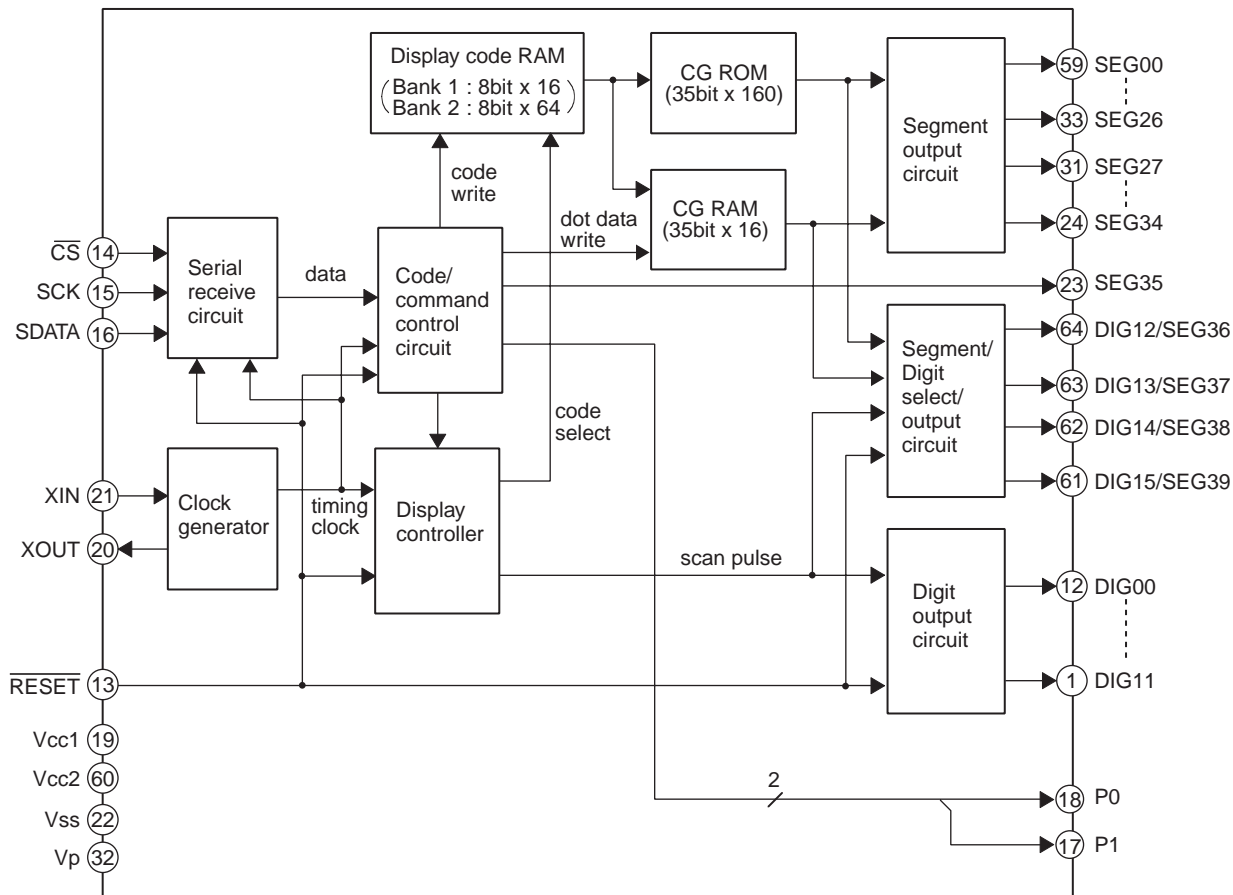 Display code RAM
Bank 1 : 8bit x 16
Bank 2 : 8bit x 64
CG ROM
(35bit x 160)
CG RAM
(35bit x 16)
Segment
output
circuit
59 SEG00
33 SEG26
31 SEG27
24 SEG34
23 SEG35
code
write
dot data
write
CS 14
SCK 15
SDATA 16
Serial
receive
circuit
data
Code/
command
control
circuit
code
select
Segment/
Digit
select/
output
circuit
64 DIG12/SEG36
63 DIG13/SEG37
62 DIG14/SEG38
61 DIG15/SEG39
XIN 21
XOUT 20
Clock
generator
timing
clock
Display
controller
scan pulse
Digit
output
circuit
12 DIG00
1 DIG11
RESET 13
Vcc1 19
Vcc2 60
Vss 22
Vp 32
2
18 P0
17 P1